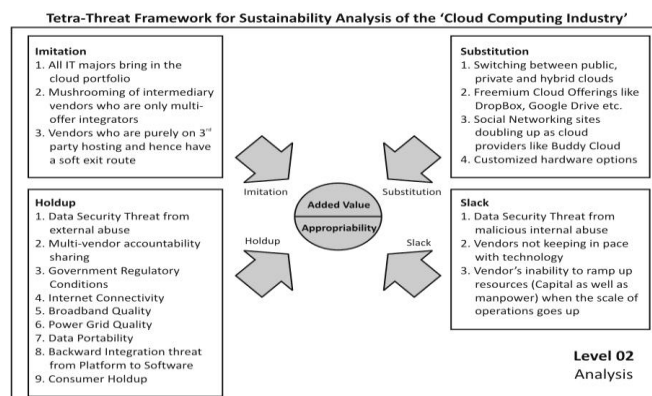 Tetra-Threat Framework for Sustainability Analysis of the ‘Cloud Computing Industry’
Imitation
1. All IT majors bring in the
cloud portfolio
2. Mushrooming of intermediary
vendors who are only multi-
offer integrators
3. Vendors who are purely on 3rd
party hosting and hence have
a soft exit route
Substitution
1. Switching between public,
private and hybrid clouds
2. Freemium Cloud Offerings like
DropBox, Google Drive etc.
3. Social Networking sites
doubling up as cloud
providers like Buddy Cloud
4. Customized hardware options
Imitation
Substitution
Added Value
Appropriability
Holdup
Slack
Holdup
1. Data Security Threat from
external abuse
2. Multi-vendor accountability
sharing
3. Government Regulatory
Conditions
4. Internet Connectivity
5. Broadband Quality
6. Power Grid Quality
7. Data Portability
8. Backward Integration threat
from Platform to Software
9. Consumer Holdup
Slack
1. Data Security Threat from
malicious internal abuse
2. Vendors not keeping in pace
with technology
3. Vendor’s inability to ramp up
resources (Capital as well as
manpower) when the scale of
operations goes up
Level 02
Analysis